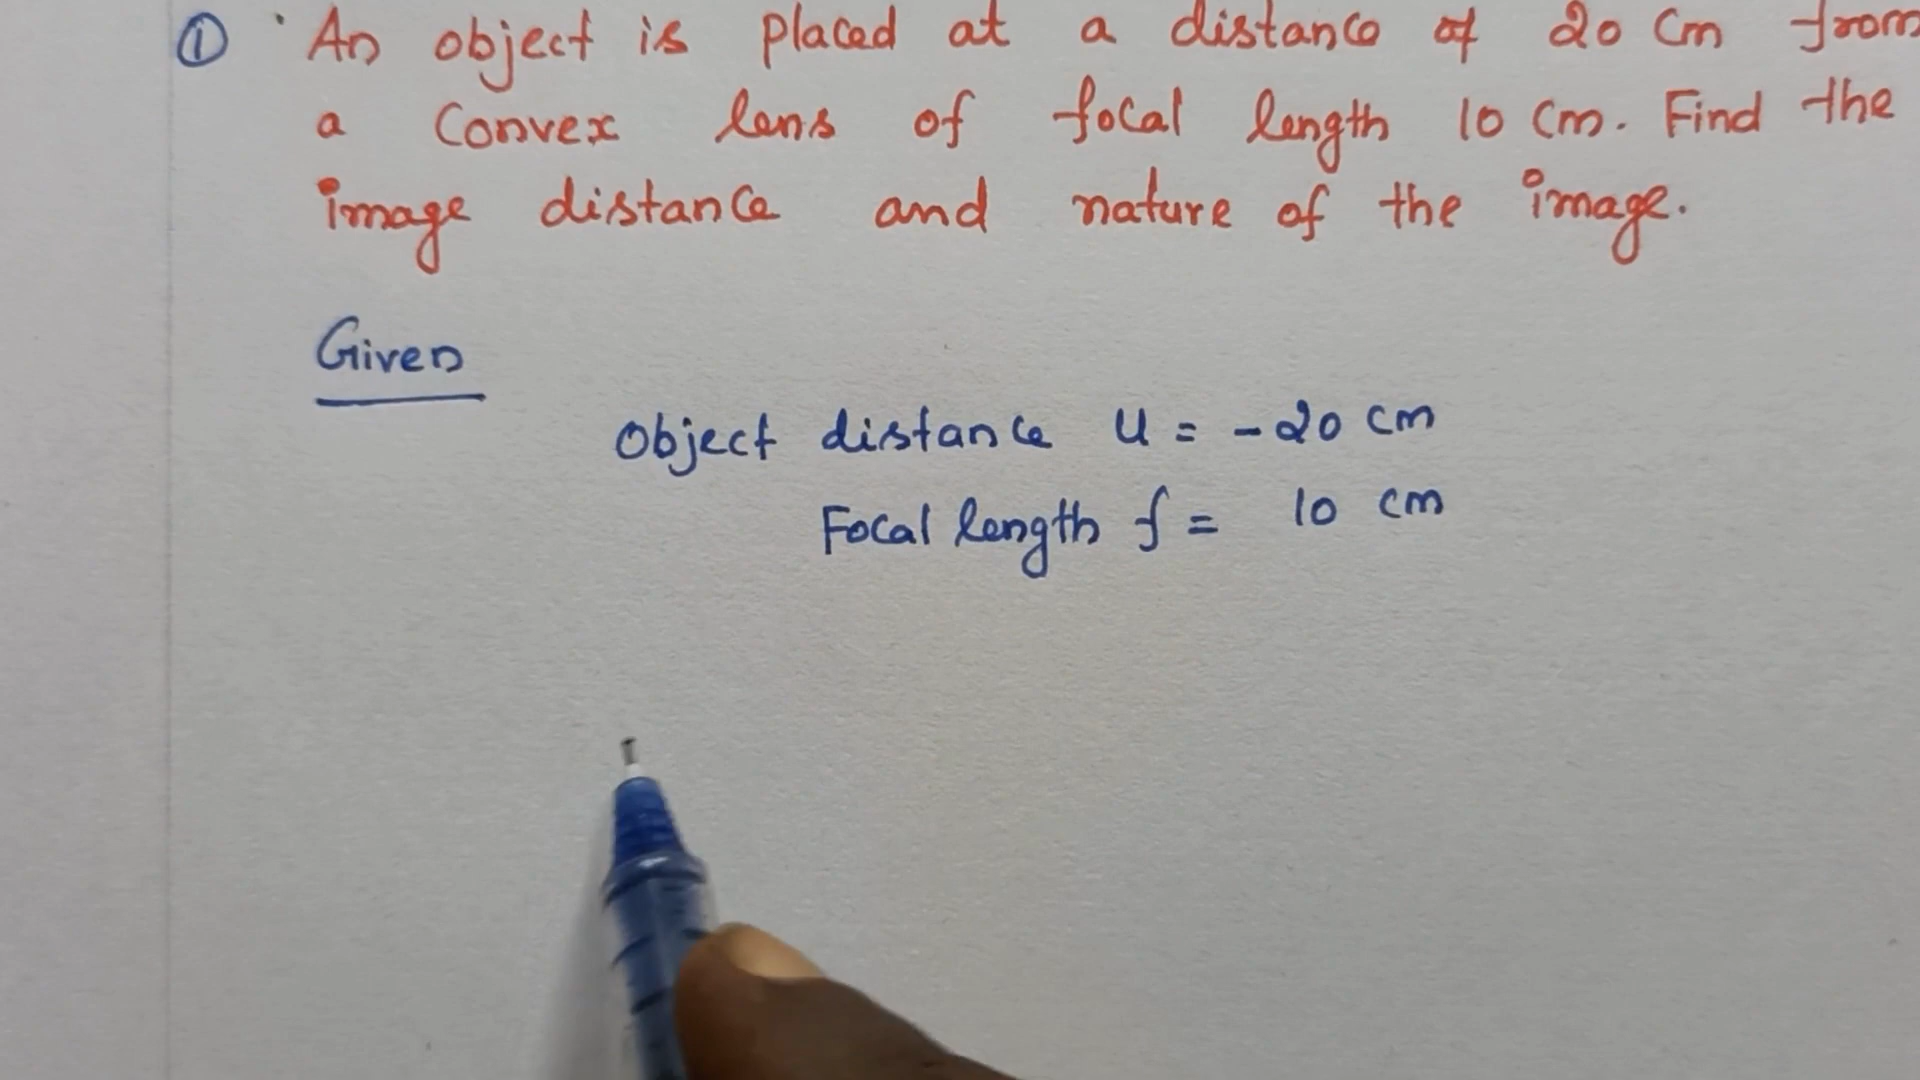 ① An object is placed at a distance of 20 cm from
a convex lens of focal length 10 cm. Find the
image distance and nature of the image.
Given
Object distance u = -20 cm
Focal length f = 10 cm